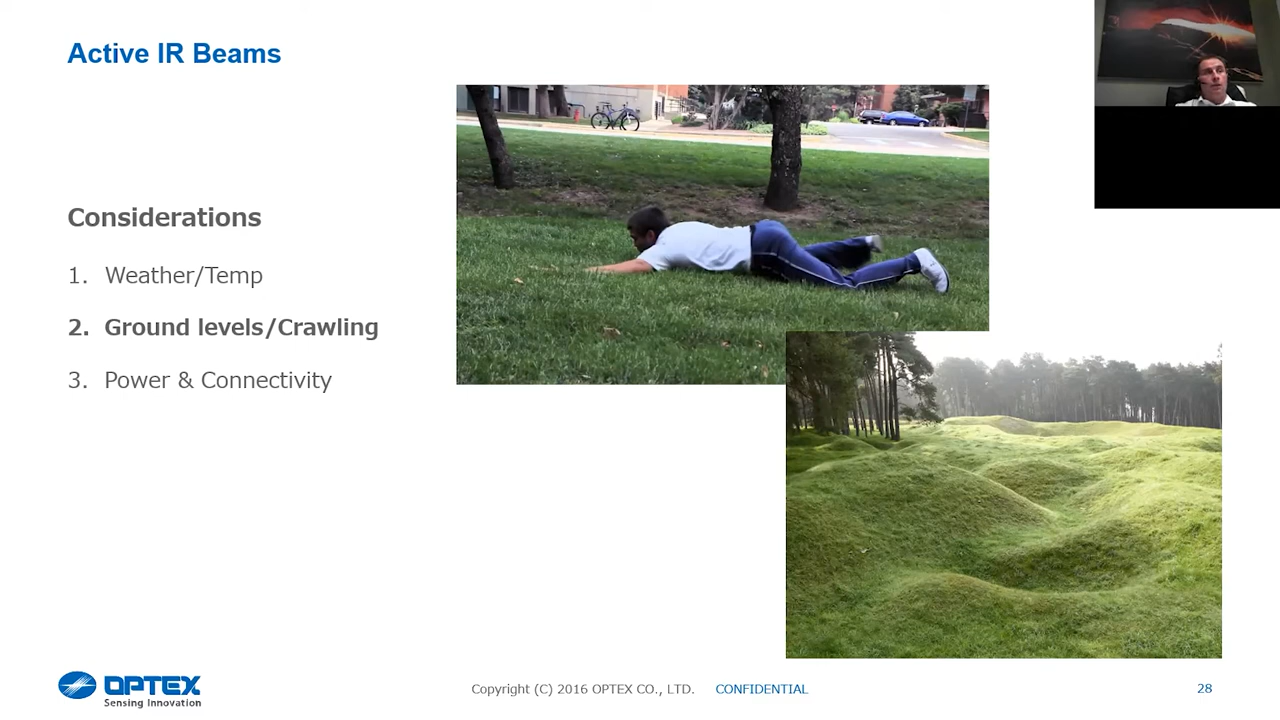 Active IR Beams
Considerations
1. Weather/Temp
2. Ground levels/Crawling
3. Power & Connectivity
OPTEX
Sensing Innovation
Copyright (C) 2016 OPTEX CO., LTD. CONFIDENTIAL
28